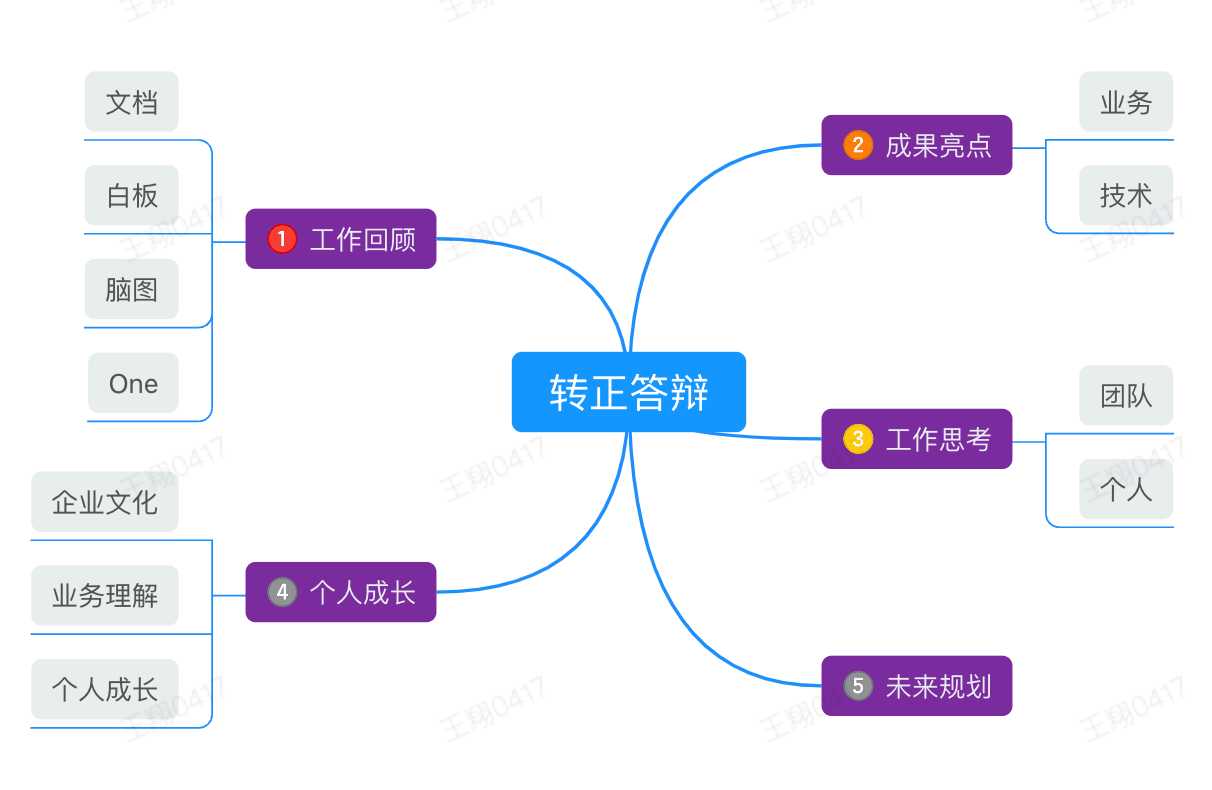 转正答辩
1 工作回顾
文档
白板
脑图
One
2 成果亮点
业务
技术
3 工作思考
团队
个人
4 个人成长
企业文化
业务理解
个人成长
5 未来规划
王翔0417